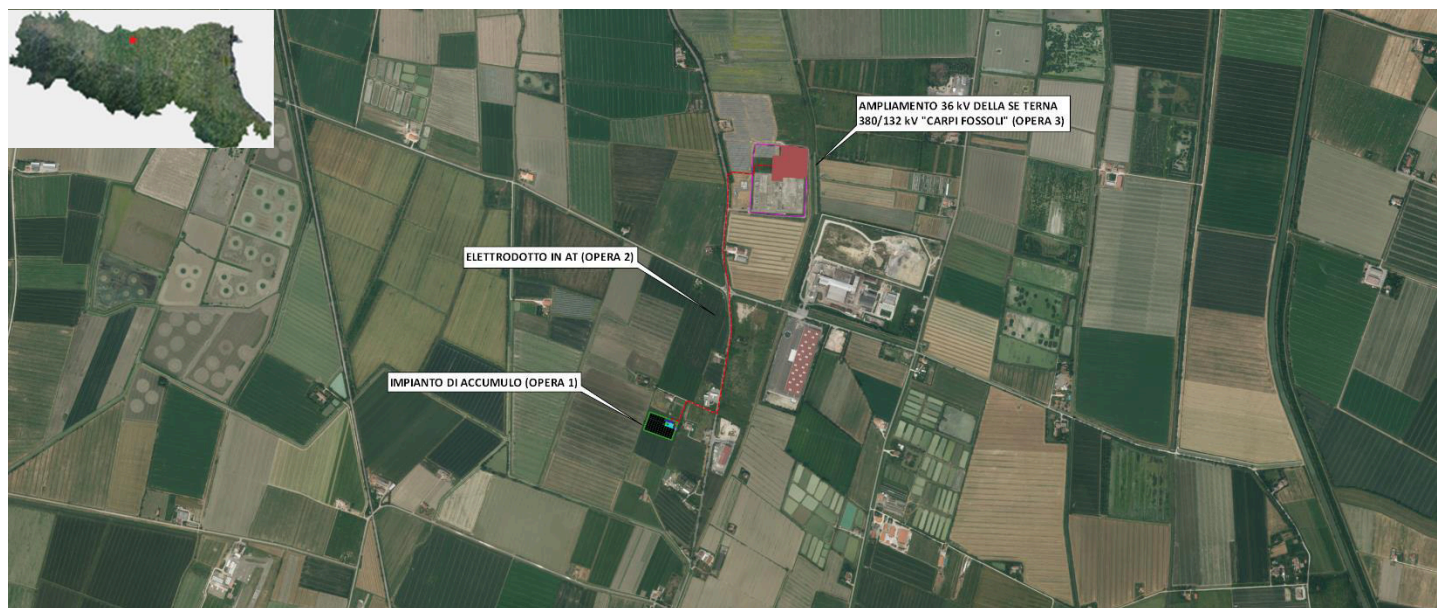 AMPLIAMENTO 36 kV DELLA SE TERNA
380/132 kV "CARPI FOSSOLI" (OPERA 3)
ELETTRODOTTO IN AT (OPERA 2)
IMPIANTO DI ACCUMULO (OPERA 1)